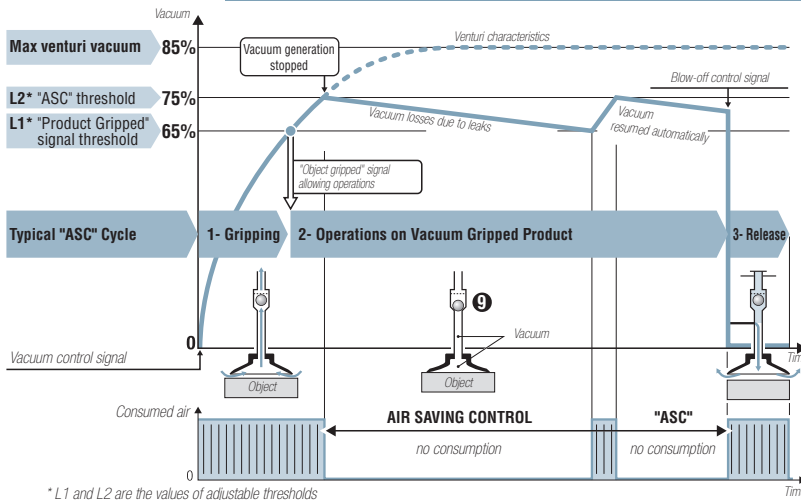 Vacuum
Max venturi vacuum
85%
Venturi characteristics
Vacuum generation
stopped
Blow-off control signal
L2* "ASC" threshold
75%
L1* "Product Gripped"
signal threshold
65%
Vacuum losses due to leaks
Vacuum
resumed automatically
"Object gripped" signal
allowing operations
Typical "ASC" Cycle
1- Gripping
2- Operations on Vacuum Gripped Product
3- Release
9
Vacuum
0
Tim
Vacuum control signal
Object
Object
Consumed air
AIR SAVING CONTROL
"ASC"
no consumption
no consumption
0
Tim
* L1 and L2 are the values of adjustable thresholds